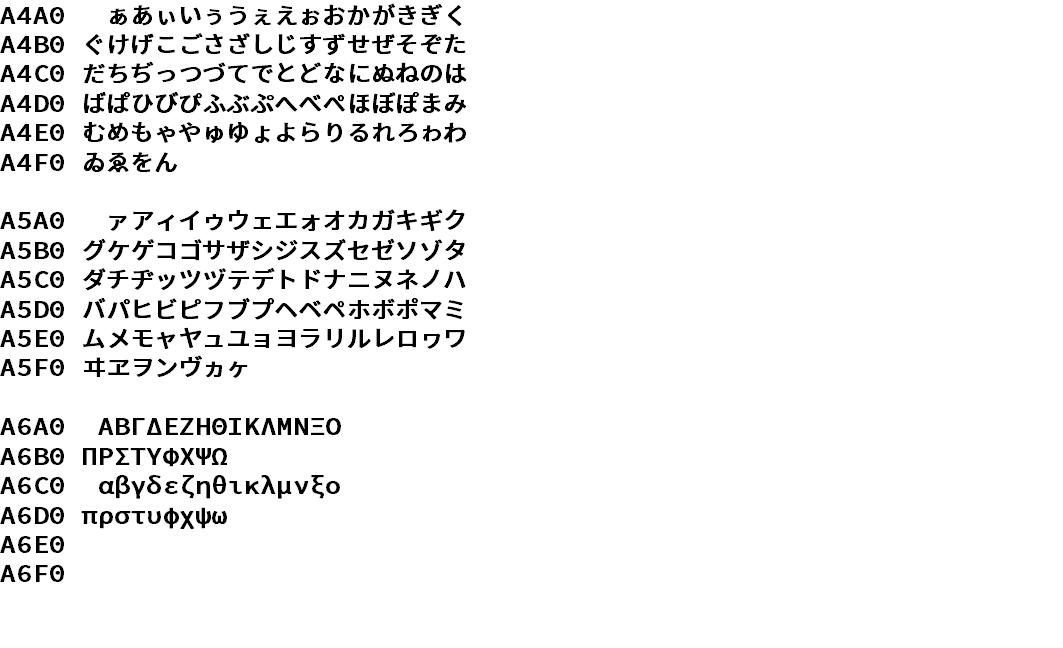 A4A0 ぁあぃいぅうぇえぉおかがきぎく
A4B0 ぐけげこごさざしじすずせぜそぞた
A4C0 だちぢっつづてでとどなにぬねのは
A4D0 ばぱひびぴふぶぷへべぺほぼぽまみ
A4E0 むめもゃやゅゆょよらりるれろゎわ
A4F0 ゐゑをん
A5A0 ァアィイゥウェエォオカガキギク
A5B0 グケゲコゴサザシジスズセゼソゾタ
A5C0 ダチヂッツヅテデトドナニヌネノハ
A5D0 バパヒビピフブプヘベペホボポマミ
A5E0 ムメモャヤュユョヨラリルレロヮワ
A5F0 ヰヱヲンヴヵヶ
A6A0 ΑΒΓΔΕΖΗΘΙΚΛΜΝΞΟ
A6B0 ΠΡΣΤΥΦΧΨΩ
A6C0 αβγδεζηθικλμνξο
A6D0 πρστυφχψω
A6E0
A6F0